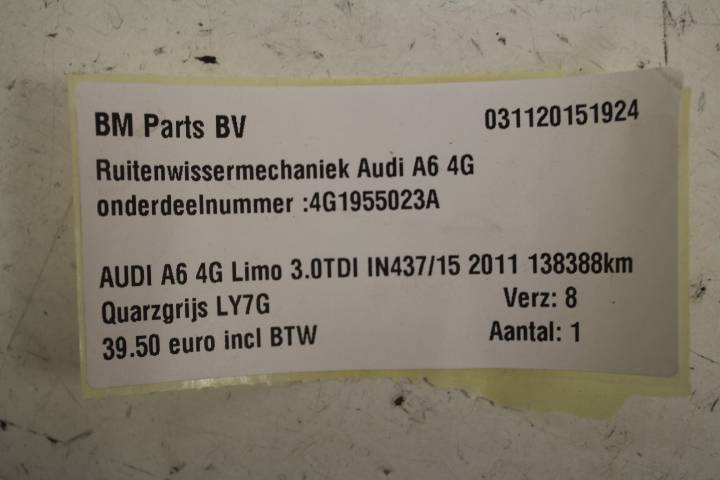 BM Parts BV 031120151924
Ruitenwissermechaniek Audi A6 4G
onderdeelnummer :4G1955023A
AUDI A6 4G Limo 3.0TDI IN437/15 2011 138388km
Quarzgrijs LY7G Verz: 8
39.50 euro incl BTW Aantal: 1